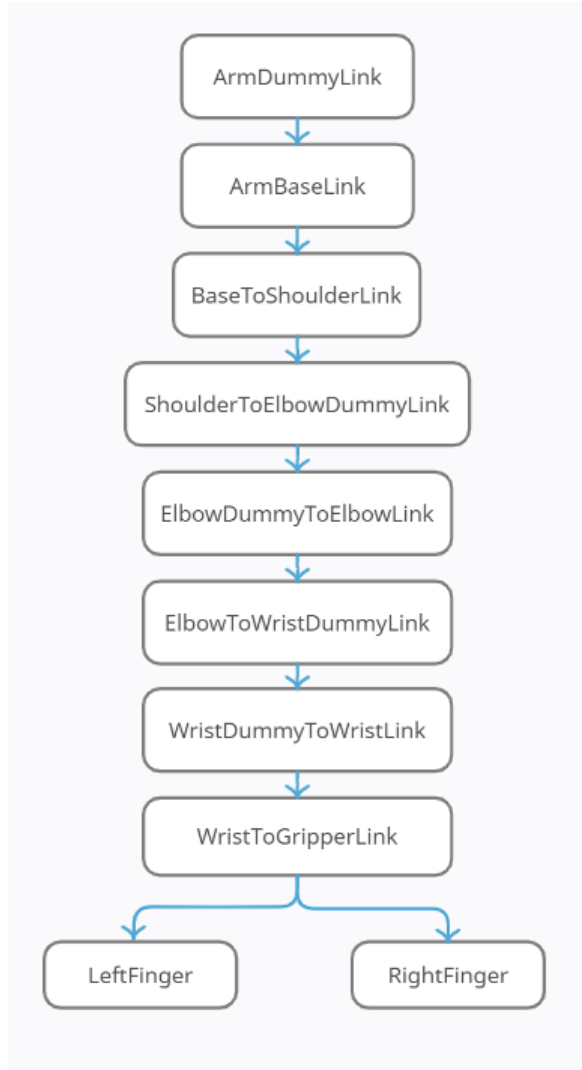 ArmDummyLink
ArmBaseLink
BaseToShoulderLink
ShoulderToElbowDummyLink
ElbowDummyToElbowLink
ElbowToWristDummyLink
WristDummyToWristLink
WristToGripperLink
LeftFinger
RightFinger